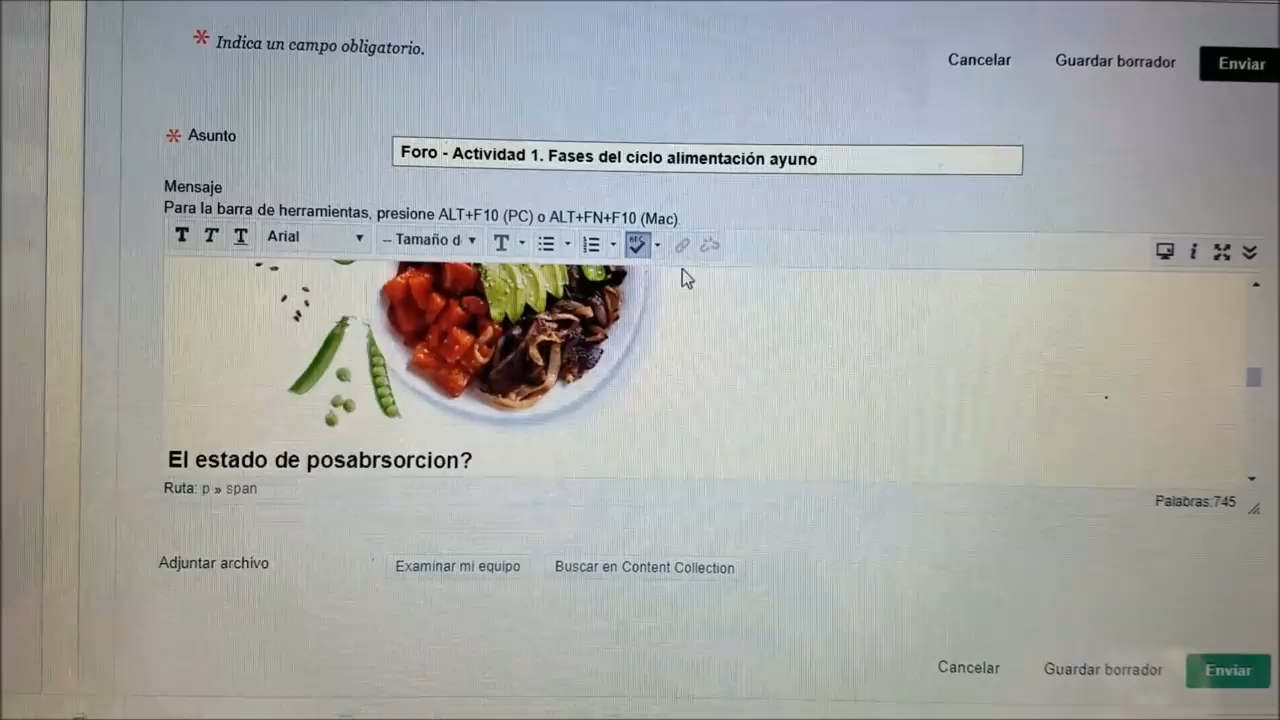 * Indica un campo obligatorio.
Cancelar Guardar borrador Enviar
* Asunto
Foro - Actividad 1. Fases del ciclo alimentación ayuno
Mensaje
Para la barra de herramientas, presione ALT+F10 (PC) o ALT+FN+F10 (Mac).
T T T Arial -- Tamaño d T
El estado de posabrsorcion?
Ruta: p » span
Palabras:745
Adjuntar archivo Examinar mi equipo Buscar en Content Collection
Cancelar Guardar borrador Enviar